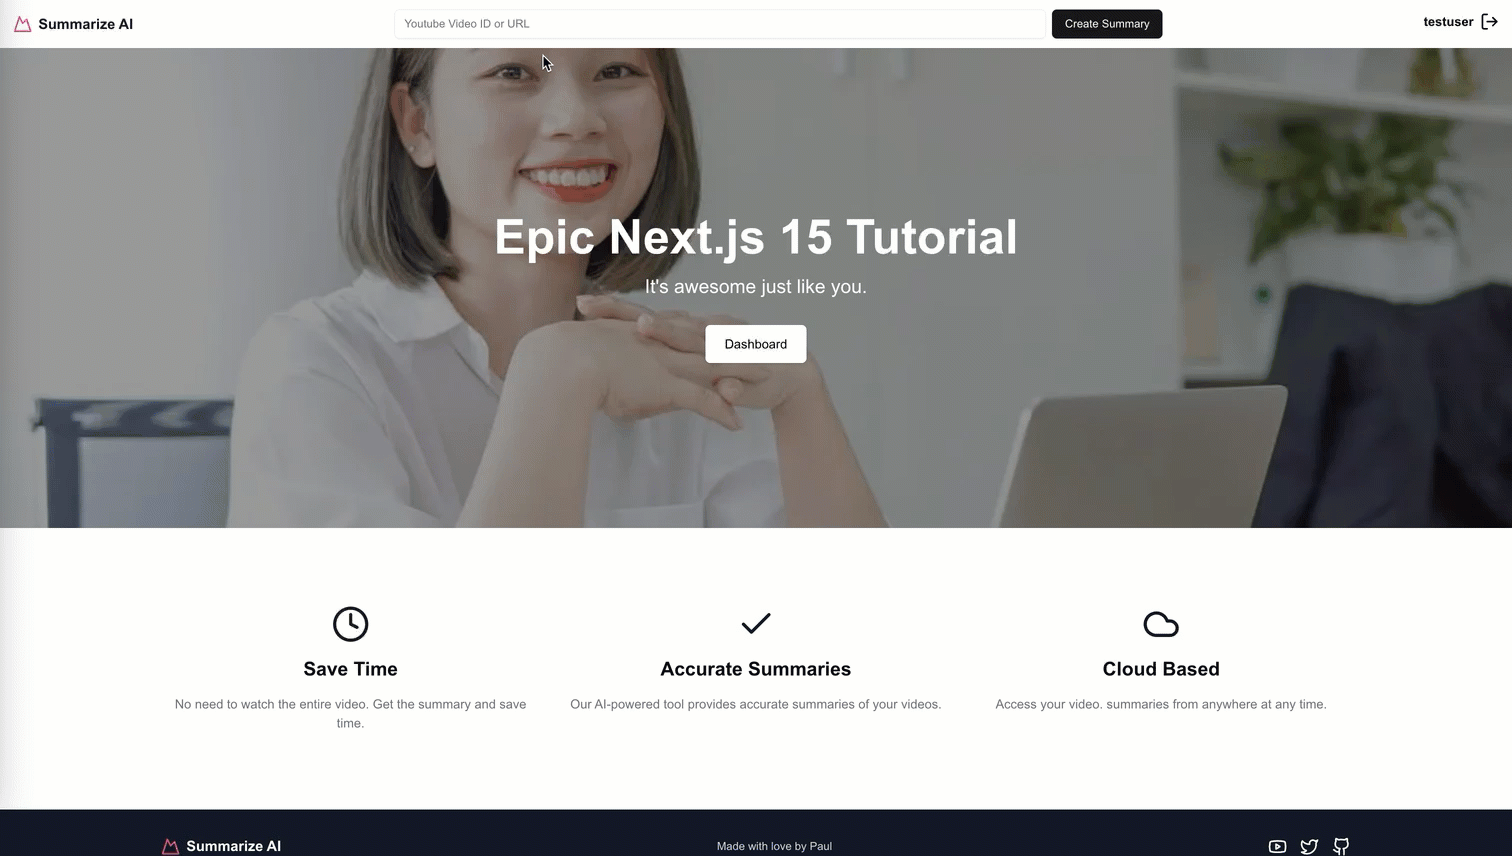 Summarize AI
Youtube Video ID or URL
Create Summary
testuser
Epic Next.js 15 Tutorial
It's awesome just like you.
Dashboard
Save Time
No need to watch the entire video. Get the summary and save
time.
Accurate Summaries
Our AI-powered tool provides accurate summaries of your videos.
Cloud Based
Access your video. summaries from anywhere at any time.
Summarize AI
Made with love by Paul